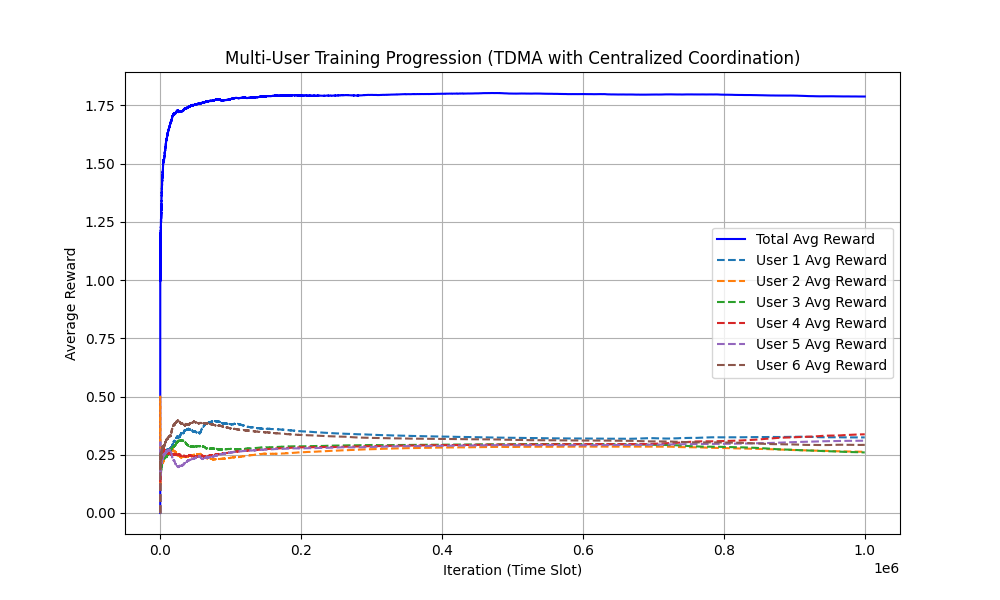 Multi-User Training Progression (TDMA with Centralized Coordination)
Average Reward
1.75
1.50
1.25
1.00
0.75
0.50
0.25
0.00
Total Avg Reward
User 1 Avg Reward
User 2 Avg Reward
User 3 Avg Reward
User 4 Avg Reward
User 5 Avg Reward
User 6 Avg Reward
0.0 0.2 0.4 0.6 0.8 1.0
1e6
Iteration (Time Slot)